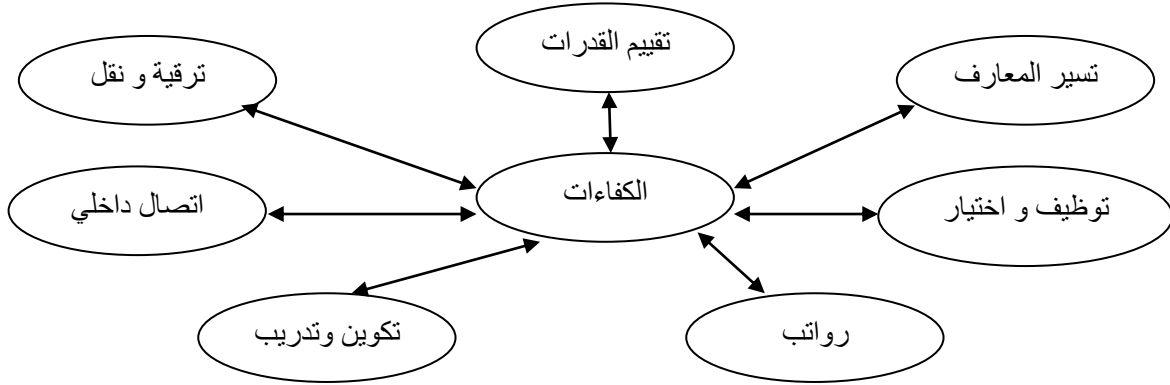 تقييم القدرات
تسير المعارف
ترقية و نقل
الكفاءات
توظيف و اختيار
اتصال داخلي
رواتب
تكوين وتدريب